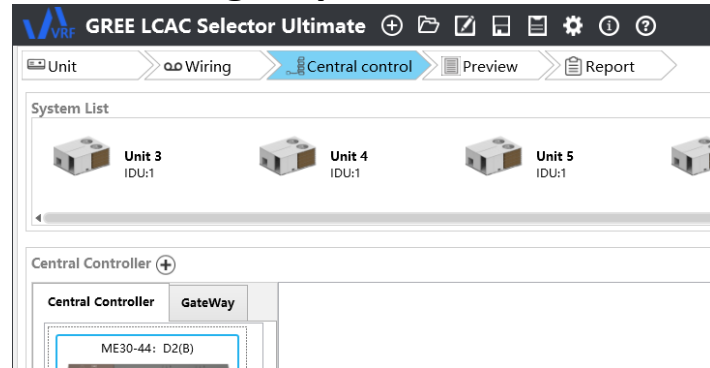 VRF GREE LCAC Selector Ultimate
Unit Wiring Central control Preview Report
System List
Unit 3 Unit 4 Unit 5
IDU:1 IDU:1 IDU:1
Central Controller
Central Controller GateWay
ME30-44: D2(B)